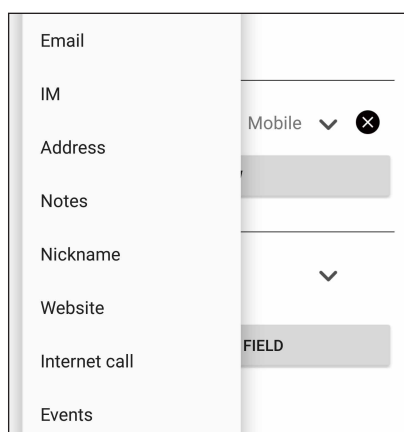 Email
IM
Mobile
Address
Notes
Nickname
Website
Internet call
FIELD
Events